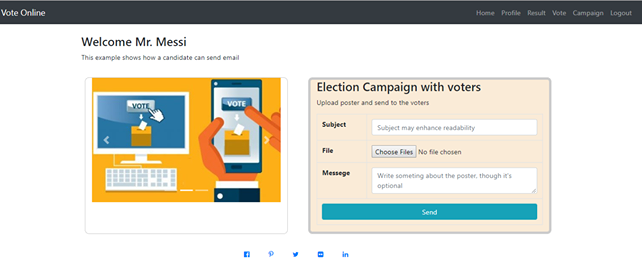 Vote Online
Home Profile Result Vote Campaign Logout
Welcome Mr. Messi
This example shows how a candidate can send email
VOTE
VOTE
Election Campaign with voters
Upload poster and send to the voters
Subject
Subject may enhance readability
File
Choose Files No file chosen
Messege
Write someting about the poster, though it's
optional
Send